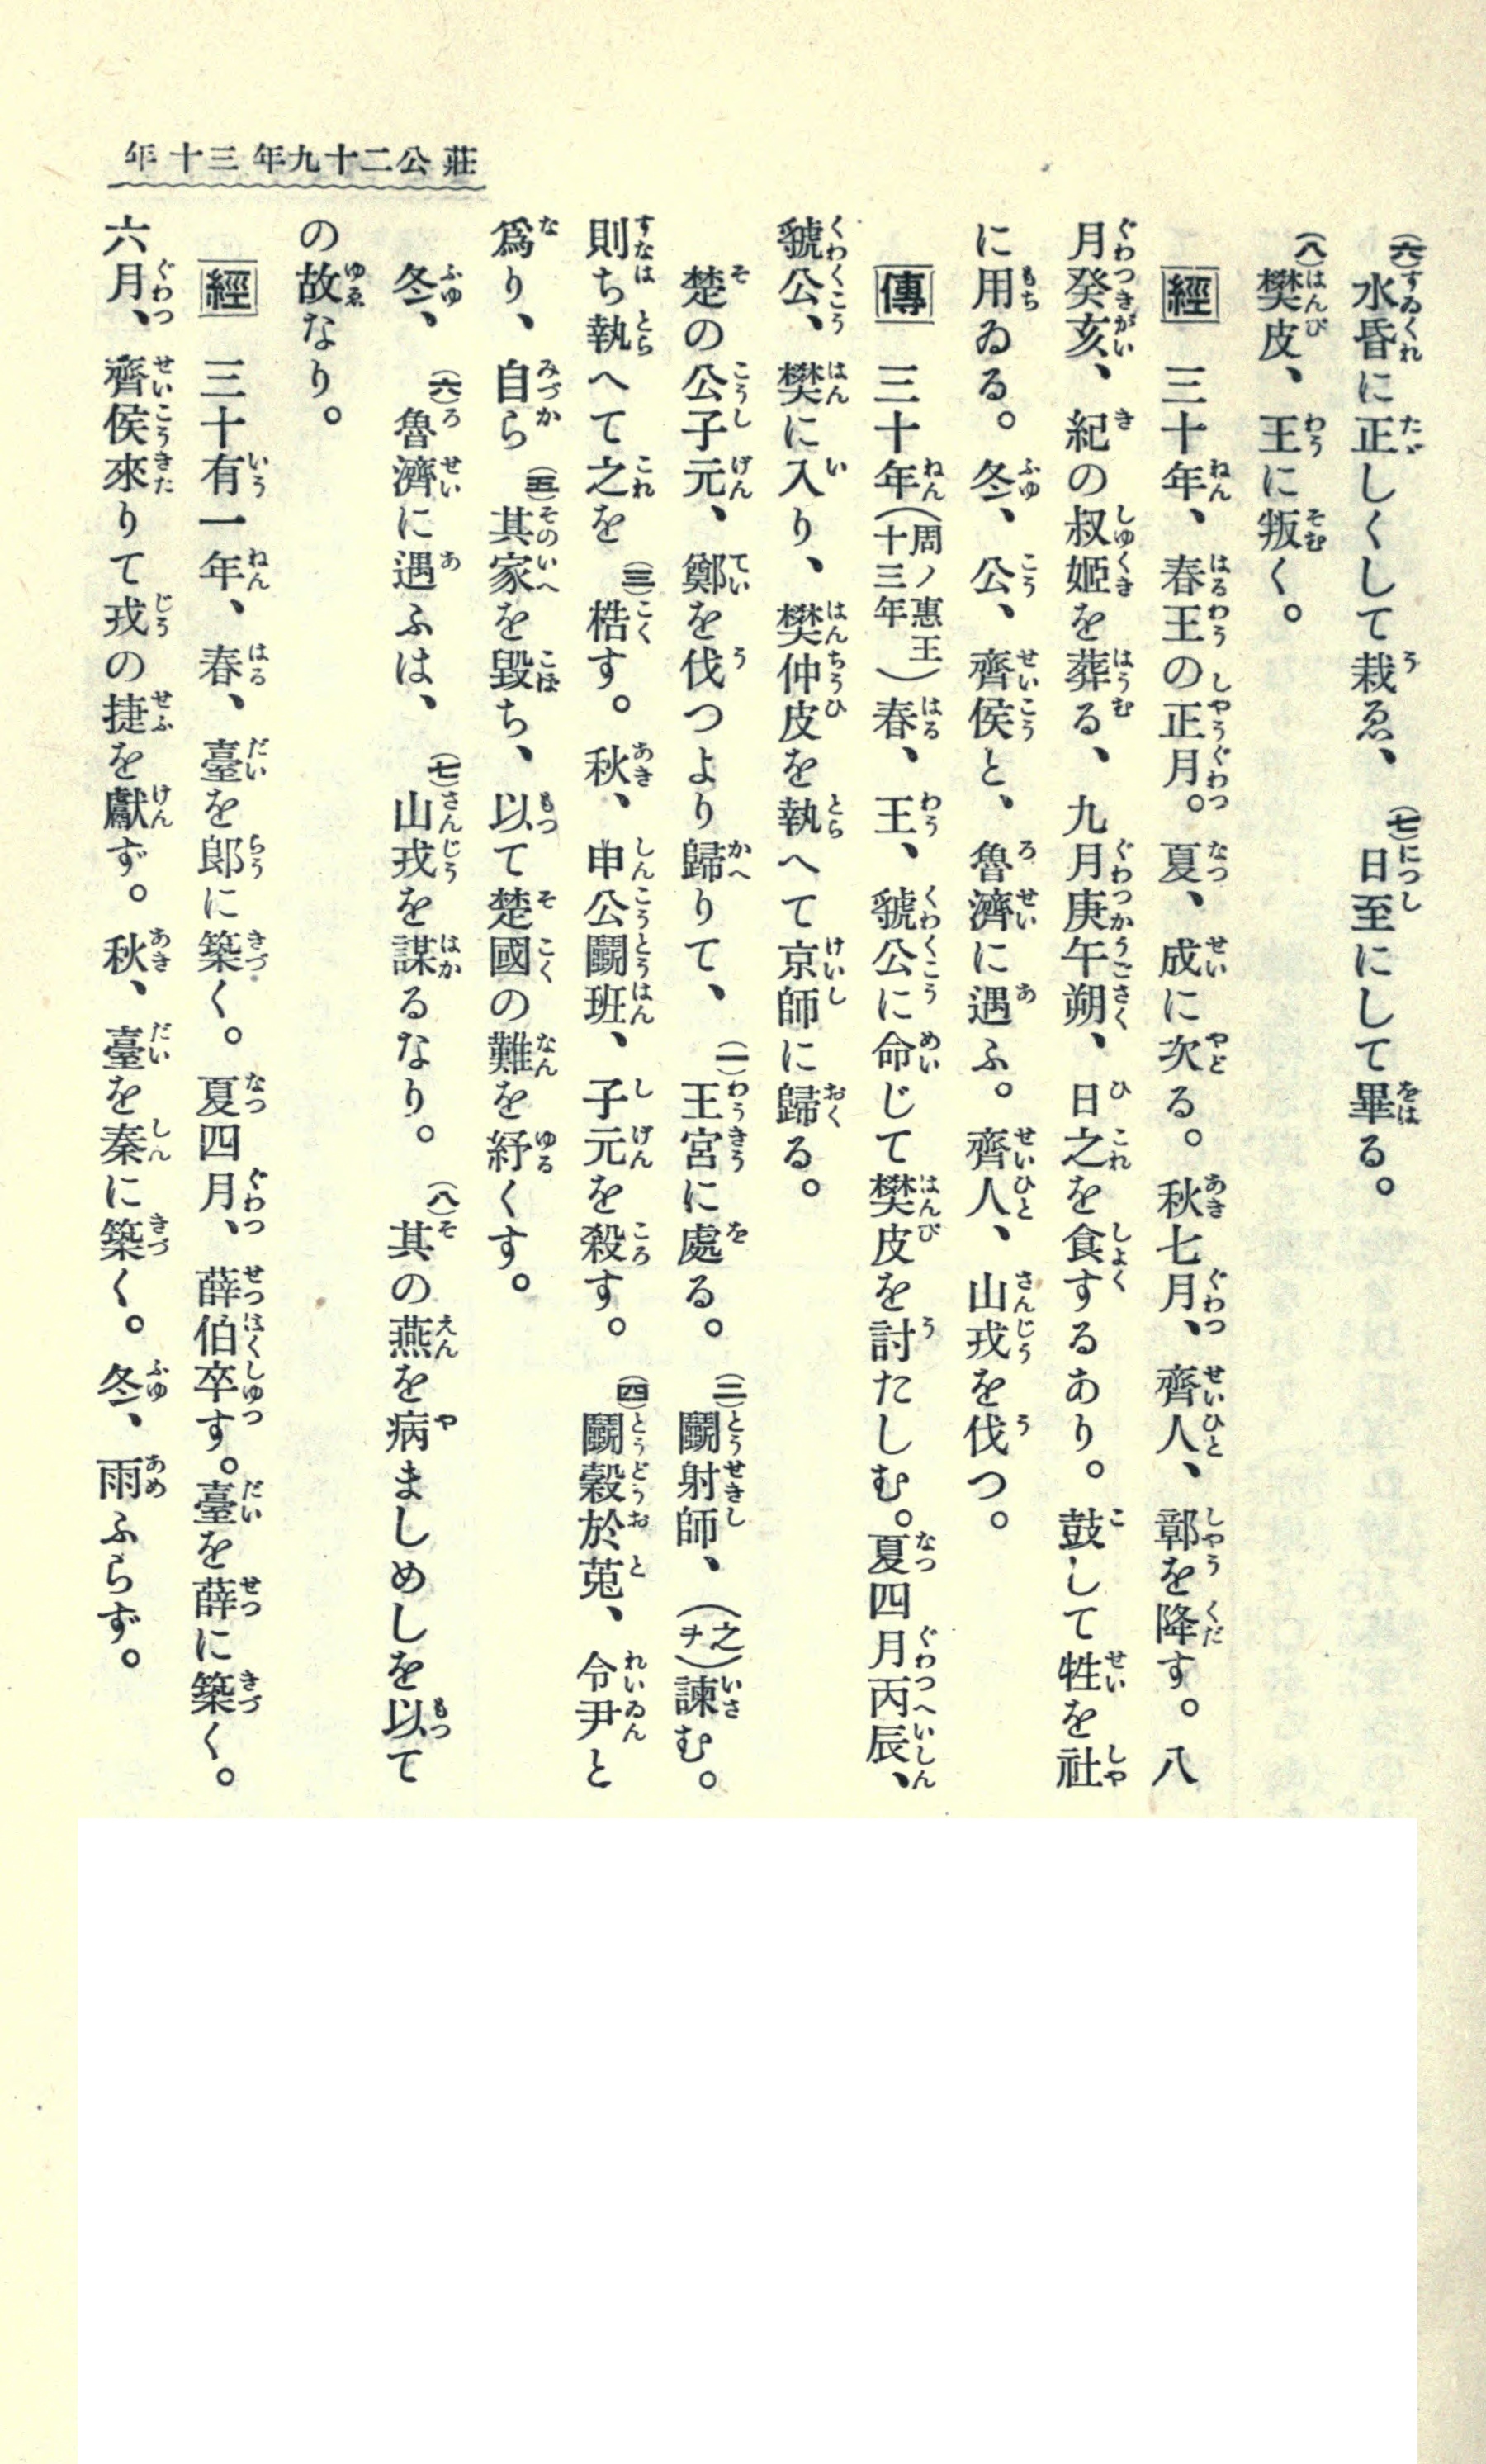 莊公二十九年 三十年
(六)水昏に正しくして栽ゑ、(七)日至にして畢る。
(八)樊皮、王に叛く。
經 三十年、春王の正月。夏、成に次る。秋七月、齊人、鄣を降す。八
月癸亥、紀の叔姬を葬る、九月庚午朔、日之を食するあり。鼓して牲を社
に用ゐる。冬、公、齊侯と、魯濟に遇ふ。齊人、山戎を伐つ。
傳 三十年(周ノ惠王十三年)春、王、虢公に命じて樊皮を討たしむ。夏四月丙辰、
虢公、樊に入り、樊仲皮を執へて京師に歸る。
楚の公子元、鄭を伐つより歸りて、(一)王宮に處る。(二)鬭射師、(之ヲ)諫む。
則ち執へて之を(三)梏す。秋、申公鬭班、子元を殺す。(四)鬭穀於莵、令尹と
爲り、自ら(五)其家を毀ち、以て楚國の難を紓くす。
冬、(六)魯濟に遇ふは、(七)山戎を謀るなり。(八)其の燕を病ましめしを以て
の故なり。
經 三十有一年、春、臺を郎に築く。夏四月、薛伯卒す。臺を薛に築く。
六月、齊侯來りて戎の捷を獻ず。秋、臺を秦に築く。冬、雨ふらず。